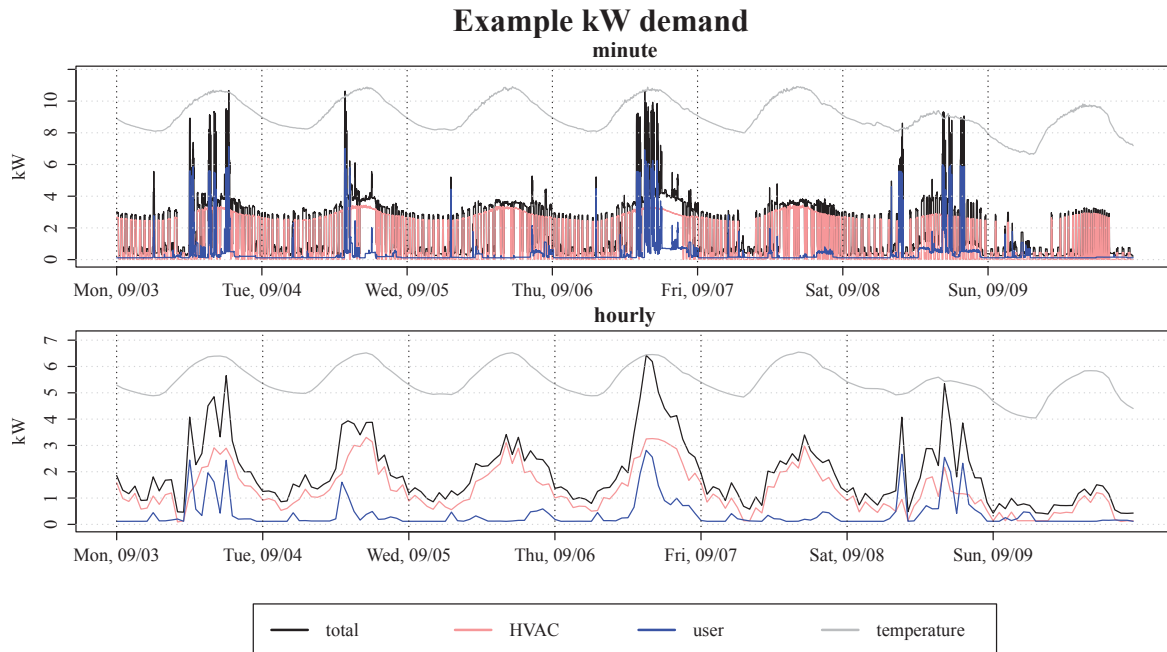 Example kW demand
minute
kW
10
8
6
4
2
0
Mon, 09/03 Tue, 09/04 Wed, 09/05 Thu, 09/06 Fri, 09/07 Sat, 09/08 Sun, 09/09
hourly
kW
7
6
5
4
3
2
1
0
Mon, 09/03 Tue, 09/04 Wed, 09/05 Thu, 09/06 Fri, 09/07 Sat, 09/08 Sun, 09/09
total HVAC user temperature